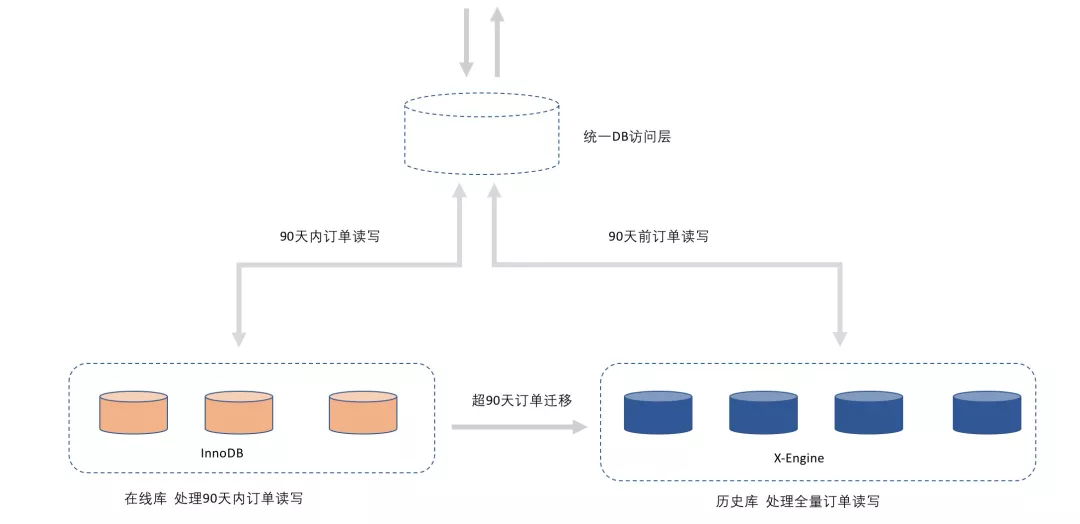 统一DB访问层
90天内订单读写
90天前订单读写
超90天订单迁移
InnoDB
X-Engine
在线库 处理90天内订单读写
历史库 处理全量订单读写